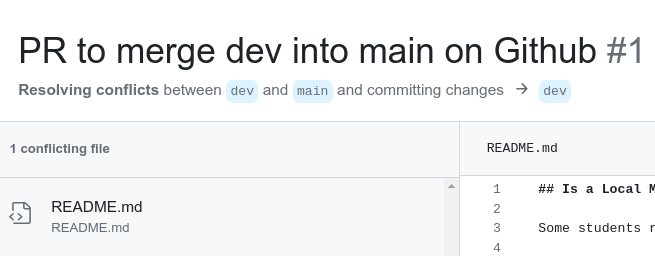 PR to merge dev into main on Github #1
Resolving conflicts between dev and main and committing changes → dev
1 conflicting file
README.md
README.md
README.md
1 ## Is a Local
2
3 Some students
4